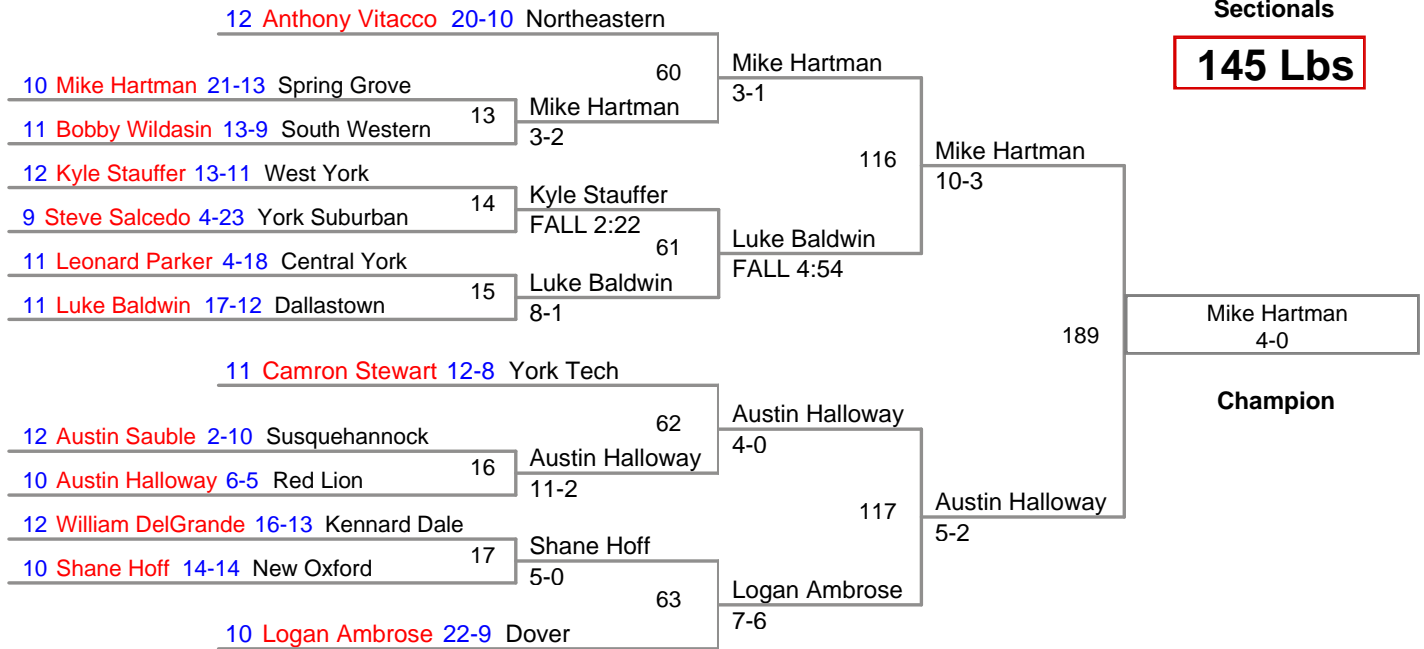 Sectionals
145 Lbs
12 Anthony Vitacco 20-10 Northeastern
10 Mike Hartman 21-13 Spring Grove
11 Bobby Wildasin 13-9 South Western
12 Kyle Stauffer 13-11 West York
9 Steve Salcedo 4-23 York Suburban
11 Leonard Parker 4-18 Central York
11 Luke Baldwin 17-12 Dallastown
11 Camron Stewart 12-8 York Tech
12 Austin Sauble 2-10 Susquehannock
10 Austin Halloway 6-5 Red Lion
12 William DelGrande 16-13 Kennard Dale
10 Shane Hoff 14-14 New Oxford
10 Logan Ambrose 22-9 Dover
13
Mike Hartman
3-2
14
Kyle Stauffer
FALL 2:22
15
Luke Baldwin
8-1
16
Austin Halloway
11-2
17
Shane Hoff
5-0
60
Mike Hartman
3-1
61
Luke Baldwin
FALL 4:54
62
Austin Halloway
4-0
63
Logan Ambrose
7-6
116
Mike Hartman
10-3
117
Austin Halloway
5-2
189
Mike Hartman
4-0
Champion